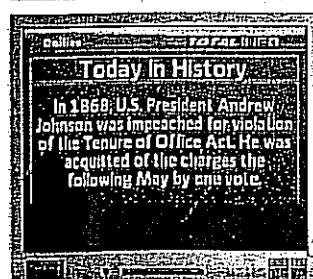 Today in History
In 1868, U.S. President Andrew
Johnson was impeached for violation
of the Tenure of Office Act. He was
acquitted of the charges the
following May by one vote.